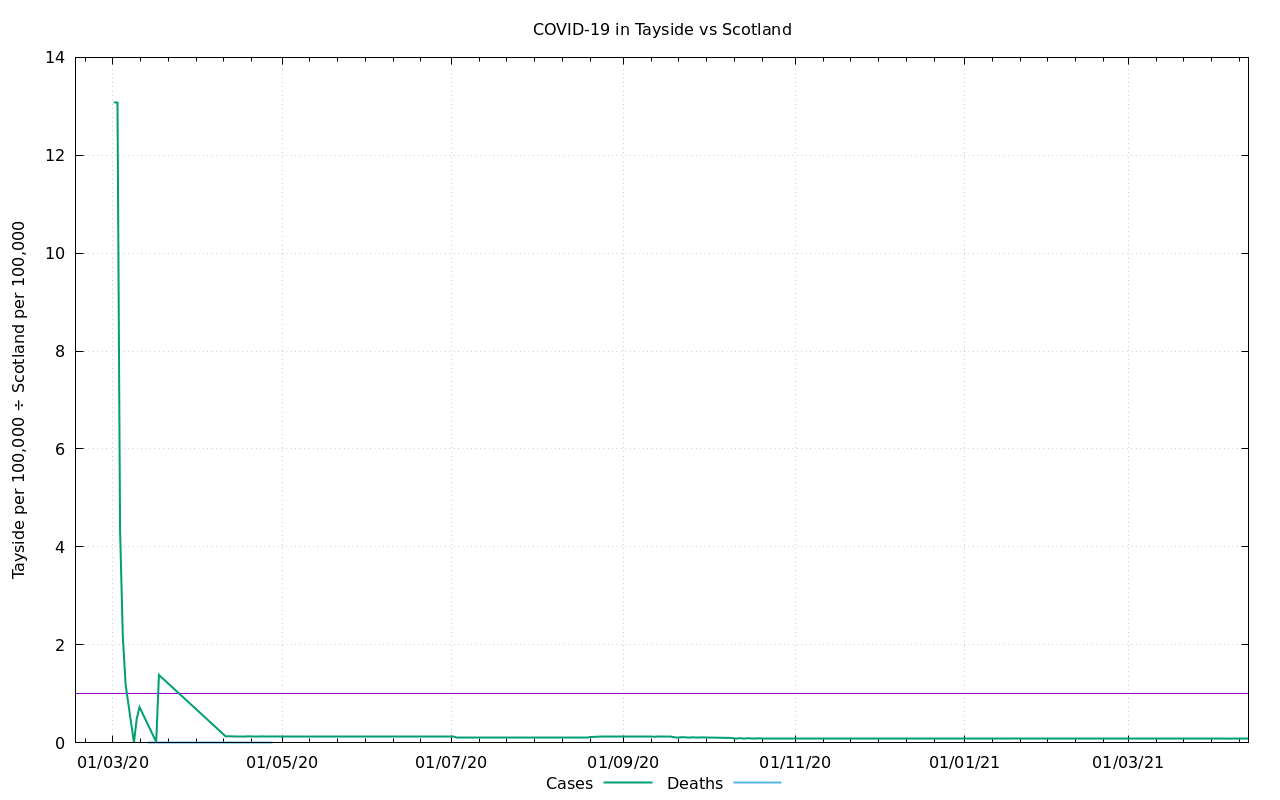 COVID-19 in Tayside vs Scotland
Tayside per 100,000 ÷ Scotland per 100,000
14
12
10
8
6
4
2
0
01/03/20 01/05/20 01/07/20 01/09/20 01/11/20 01/01/21 01/03/21
Cases Deaths